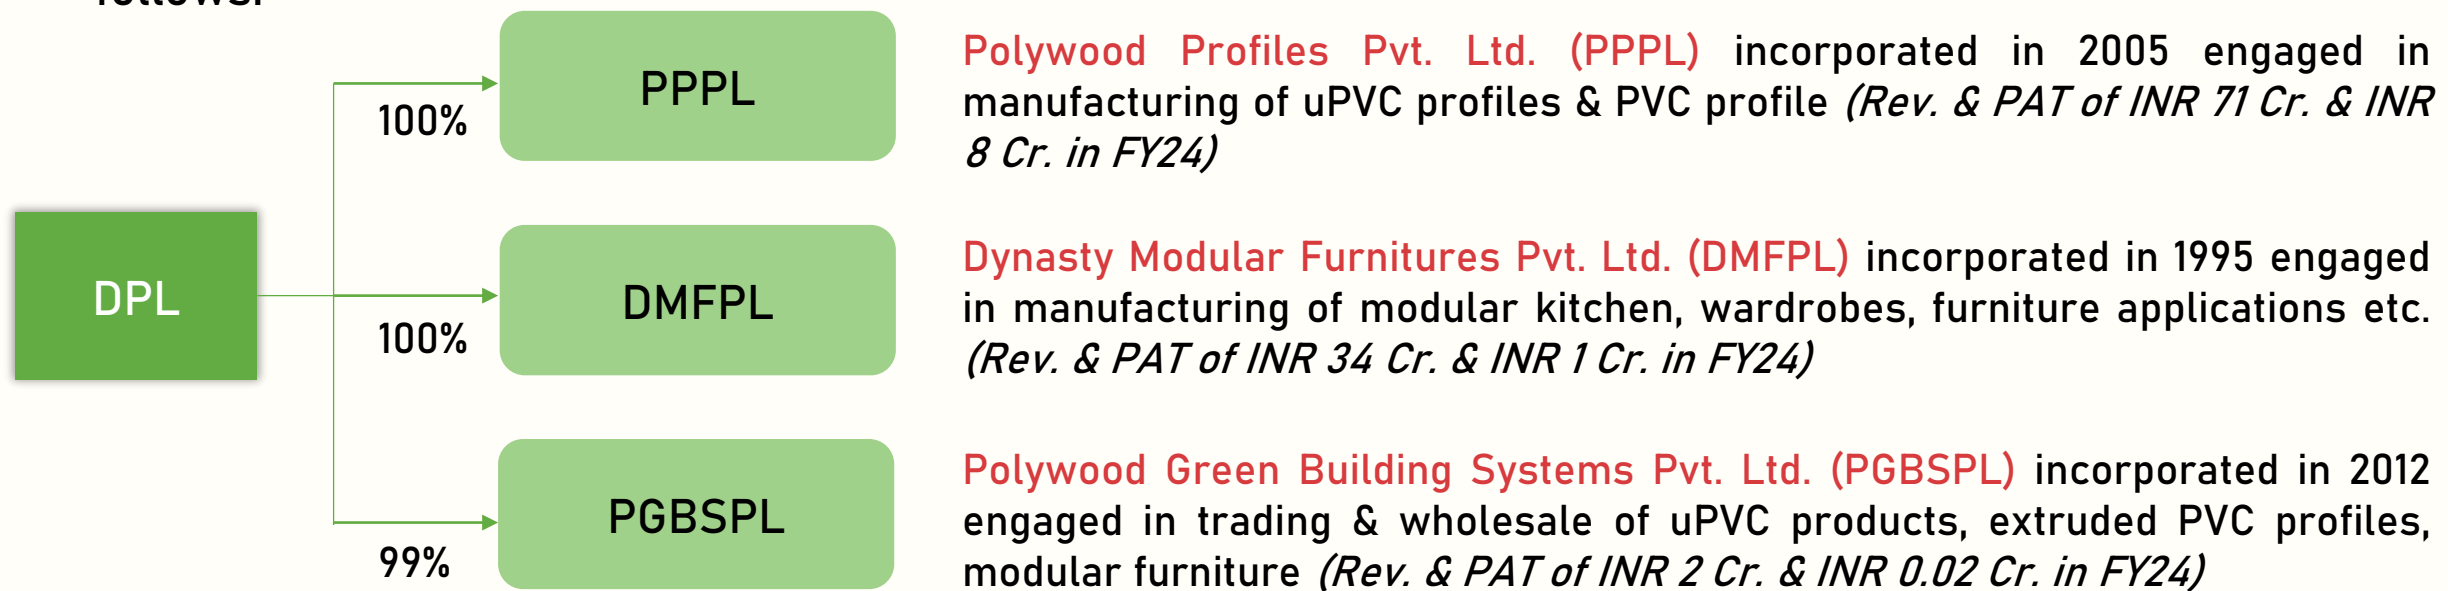 follows:
PPPL
100%
Polywood Profiles Pvt. Ltd. (PPPL) incorporated in 2005 engaged in
manufacturing of uPVC profiles & PVC profile (Rev. & PAT of INR 71 Cr. & INR
8 Cr. in FY24)
DPL
DMFPL
100%
Dynasty Modular Furnitures Pvt. Ltd. (DMFPL) incorporated in 1995 engaged
in manufacturing of modular kitchen, wardrobes, furniture applications etc.
(Rev. & PAT of INR 34 Cr. & INR 1 Cr. in FY24)
PGBSPL
99%
Polywood Green Building Systems Pvt. Ltd. (PGBSPL) incorporated in 2012
engaged in trading & wholesale of uPVC products, extruded PVC profiles,
modular furniture (Rev. & PAT of INR 2 Cr. & INR 0.02 Cr. in FY24)